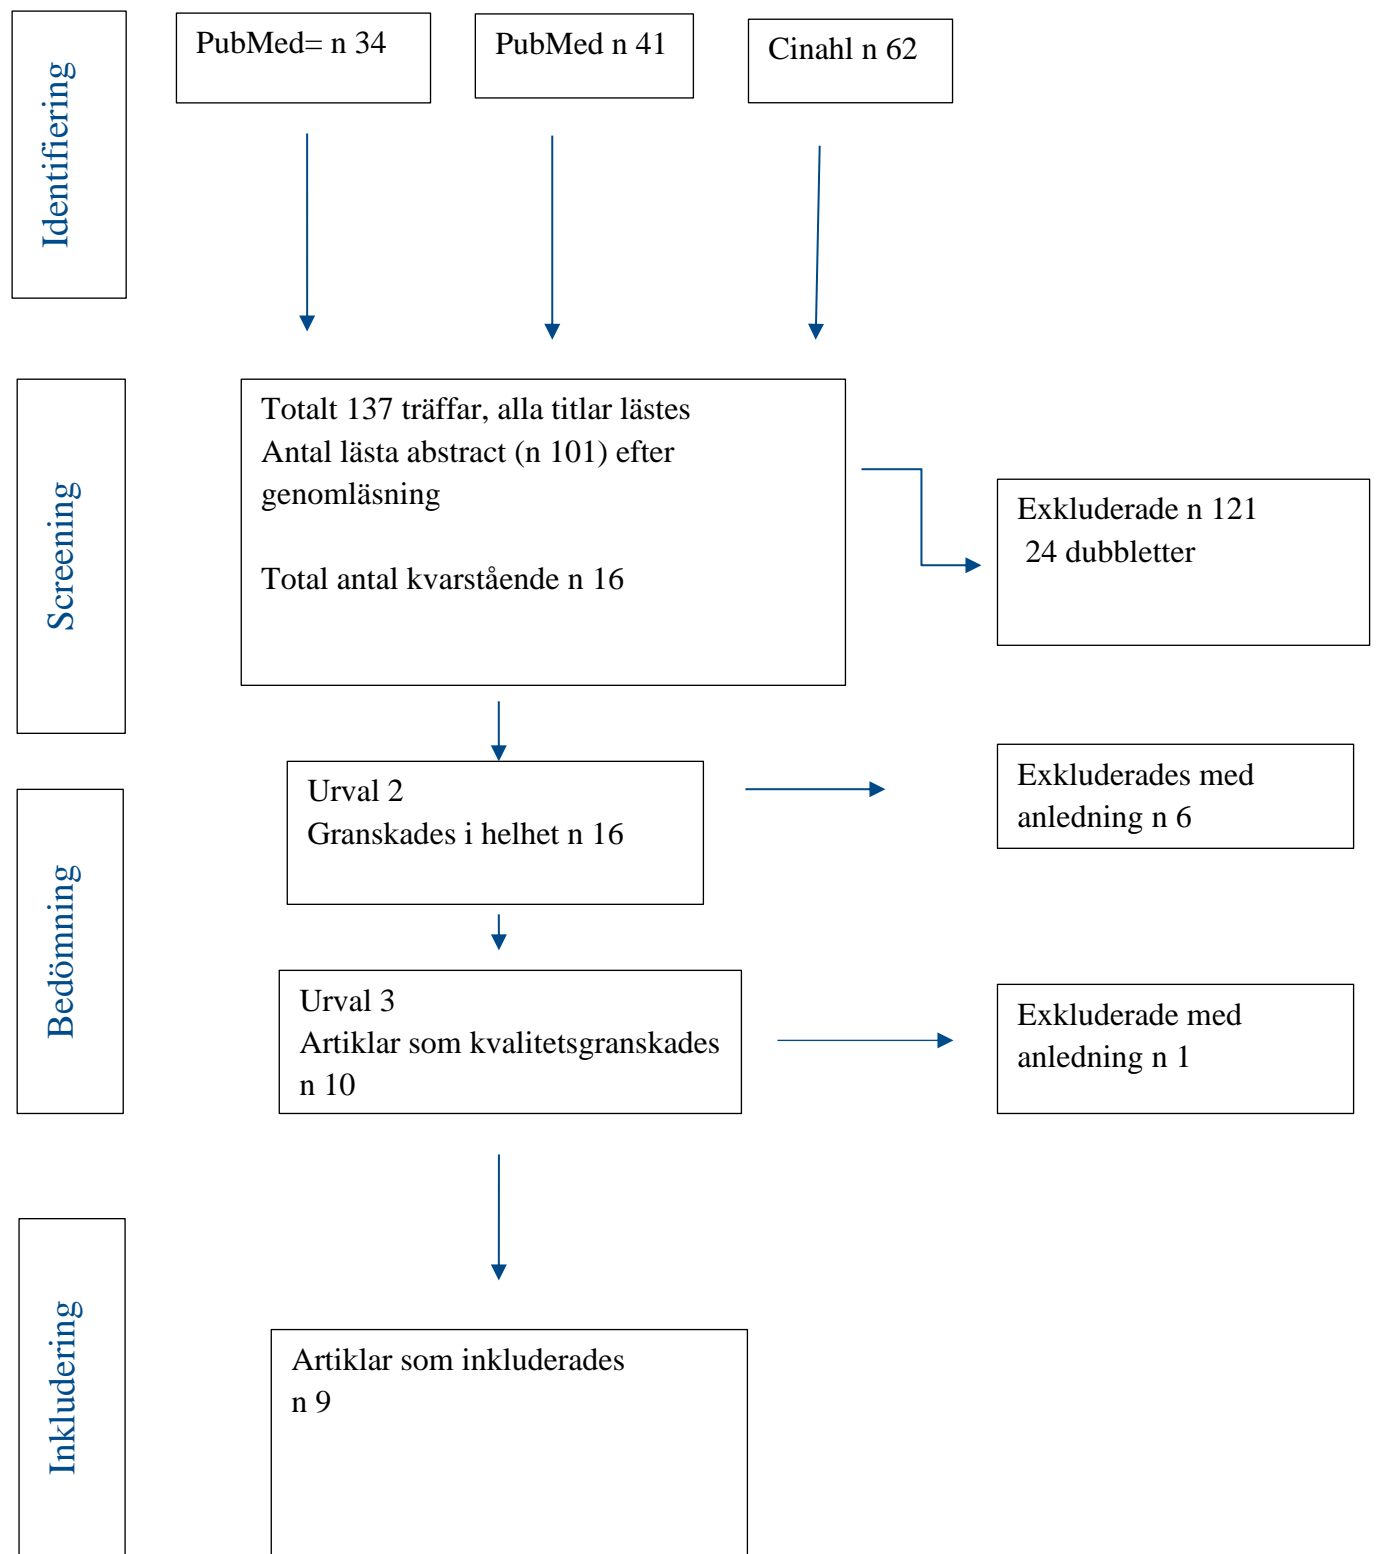 Identifiering
PubMed= n 34
PubMed n 41
Cinahl n 62
Screening
Totalt 137 träffar, alla titlar lästes
Antal lästa abstract (n 101) efter
genomläsning
Total antal kvarstående n 16
Exkluderade n 121
24 dubbletter
Bedömning
Urval 2
Granskades i helhet n 16
Exkluderades med
anledning n 6
Urval 3
Artiklar som kvalitetsgranskades
n 10
Exkluderade med
anledning n 1
Inkludering
Artiklar som inkluderades
n 9